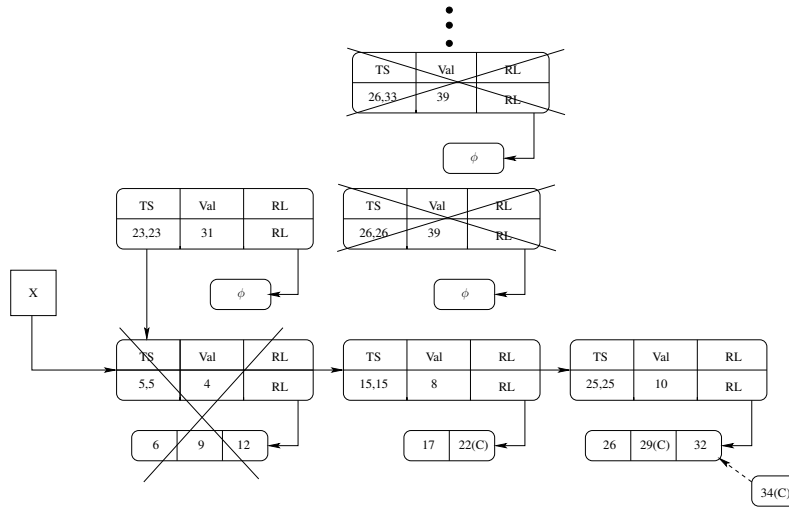 TS Val RL
26,33 39 RL
ϕ
TS Val RL TS Val RL
23,23 31 RL 26,26 39 RL
X ϕ ϕ
TS Val RL TS Val RL TS Val RL
5,5 4 RL 15,15 8 RL 25,25 10 RL
6 9 12 17 22(C) 26 29(C) 32
34(C)